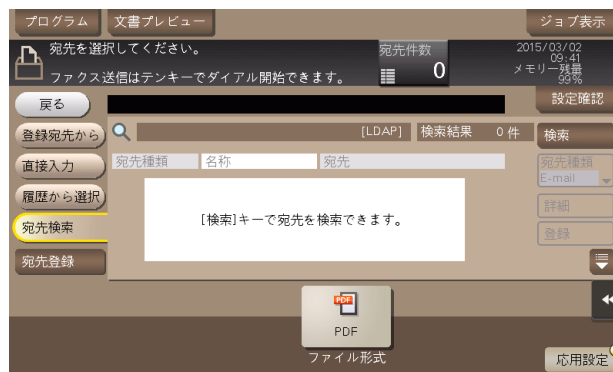 プログラム 文書プレビュー ジョブ表示
宛先を選択してください。 宛先件数 2015/03/02
09:41
ファクス送信はテンキーでダイアル開始できます。 0 メモリー残量
99%
戻る 設定確認
登録宛先から [LDAP] 検索結果 0 件 検索
直接入力 宛先種類 名称 宛先 宛先種類
E-mail
履歴から選択 [検索]キーで宛先を検索できます。 詳細
宛先検索 登録
宛先登録
PDF
PDF
ファイル形式 応用設定